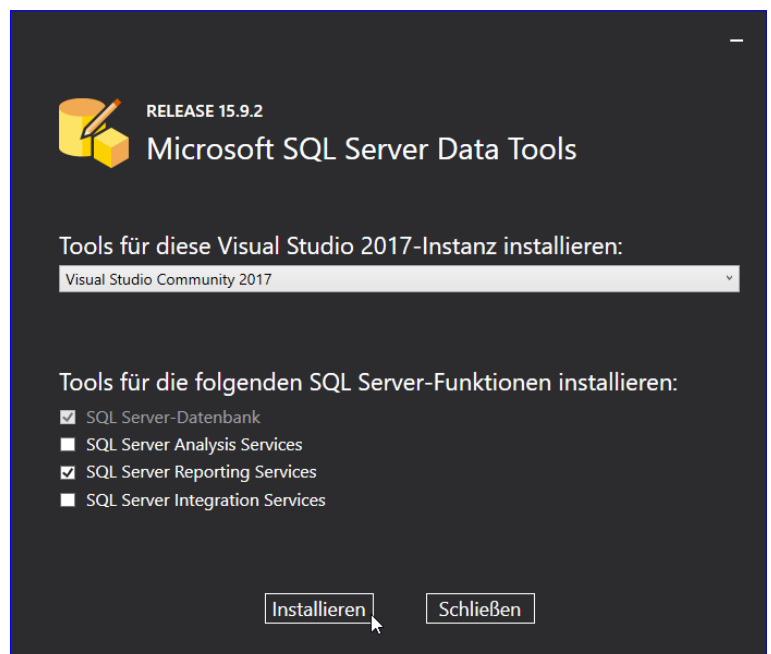 RELEASE 15.9.2
Microsoft SQL Server Data Tools
Tools für diese Visual Studio 2017-Instanz installieren:
Visual Studio Community 2017
Tools für die folgenden SQL Server-Funktionen installieren:
SQL Server-Datenbank
SQL Server Analysis Services
SQL Server Reporting Services
SQL Server Integration Services
Installieren Schließen